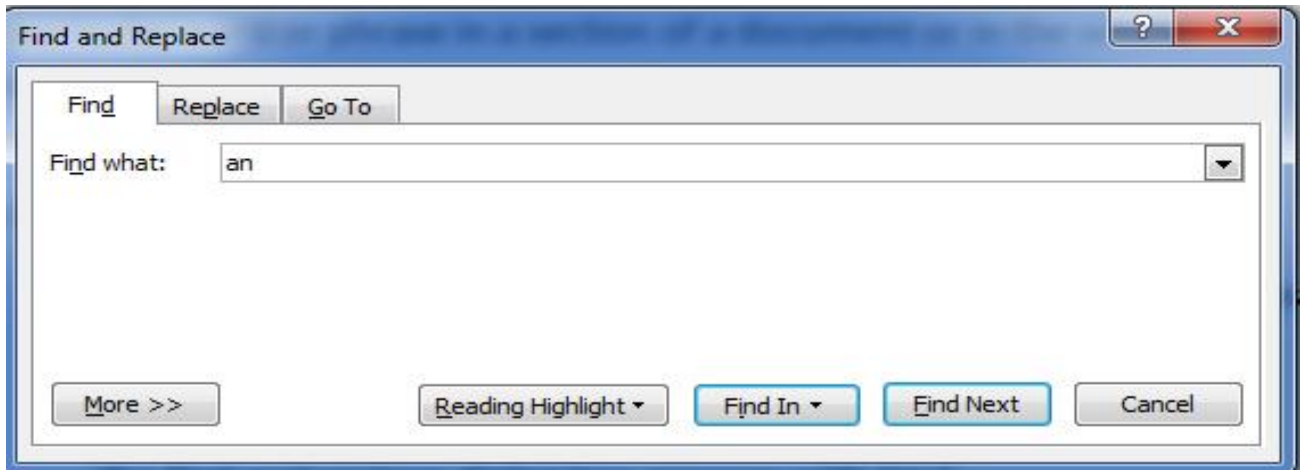 Find and Replace
?
Find Replace Go To
Find what: an
More >> Reading Highlight Find In Find Next Cancel